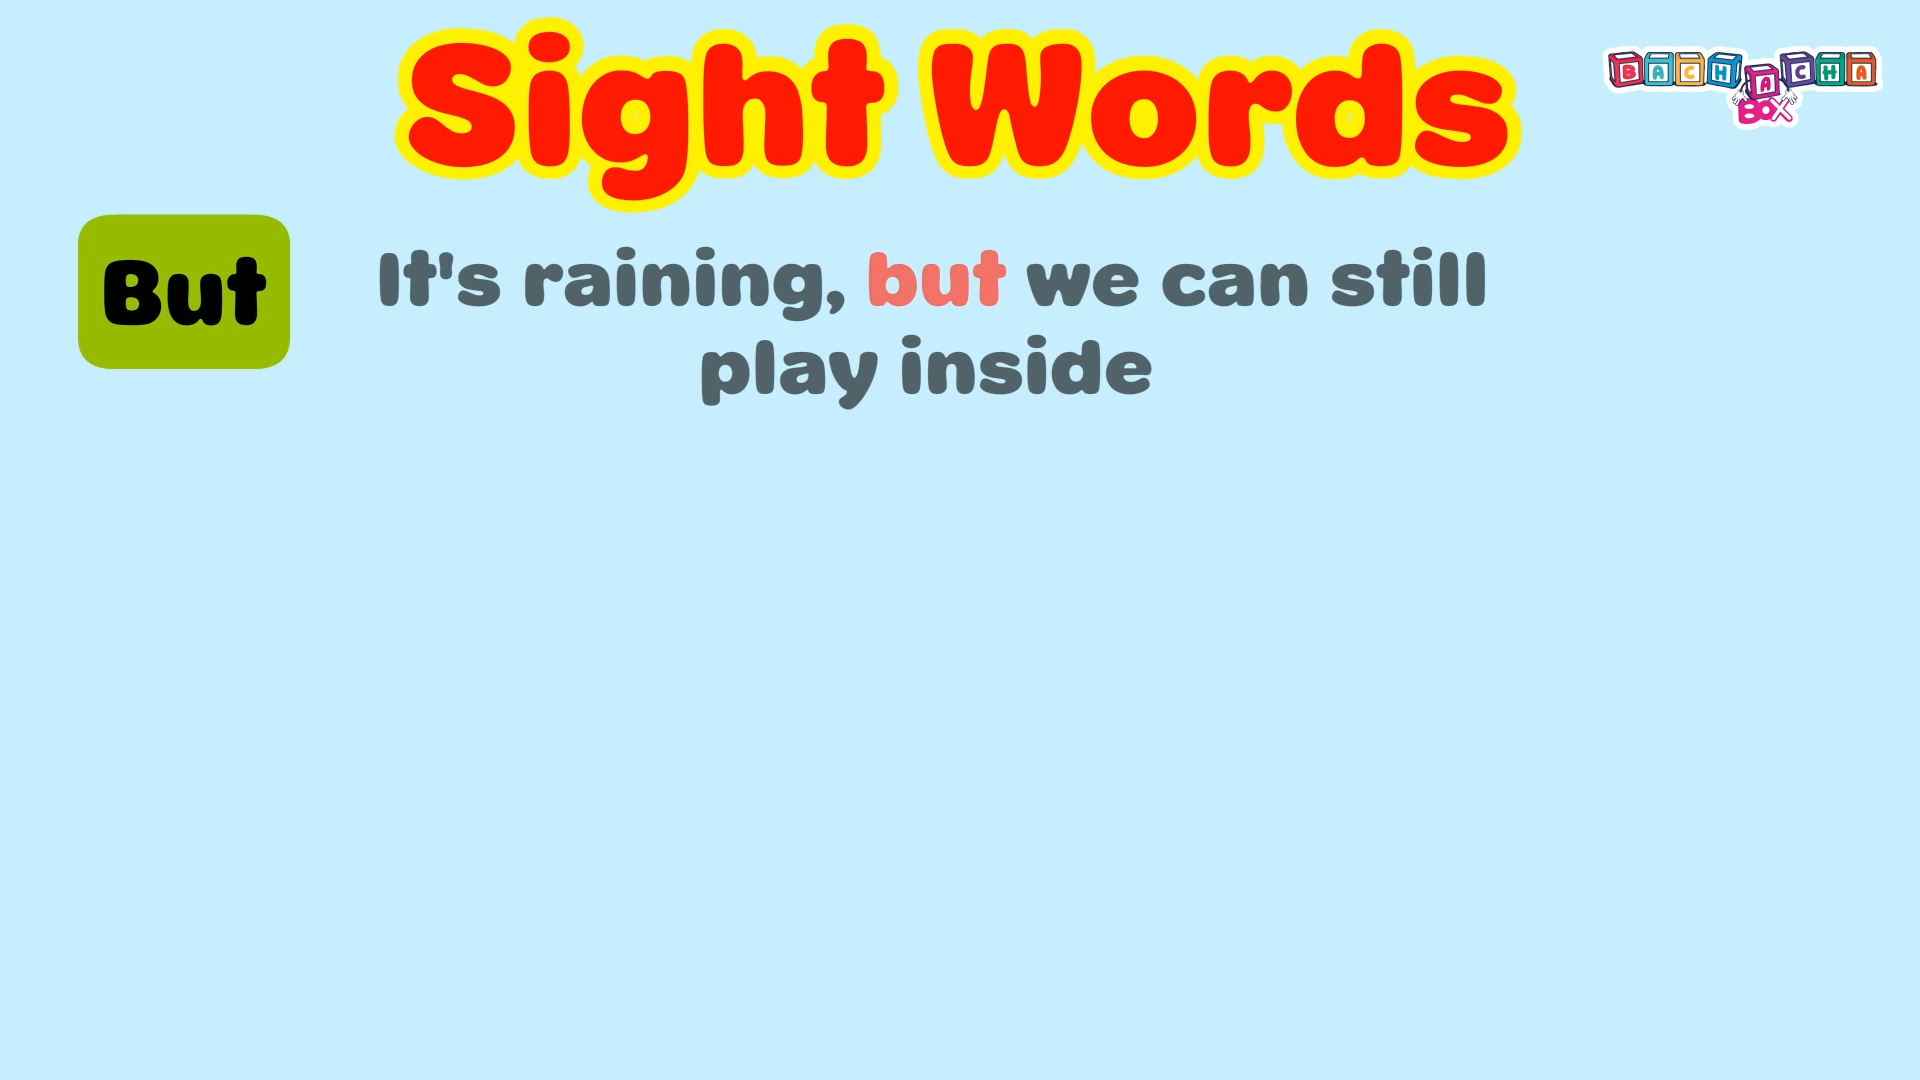 Sight Words
BACHACHA
BOX
But
It's raining, but we can still
play inside